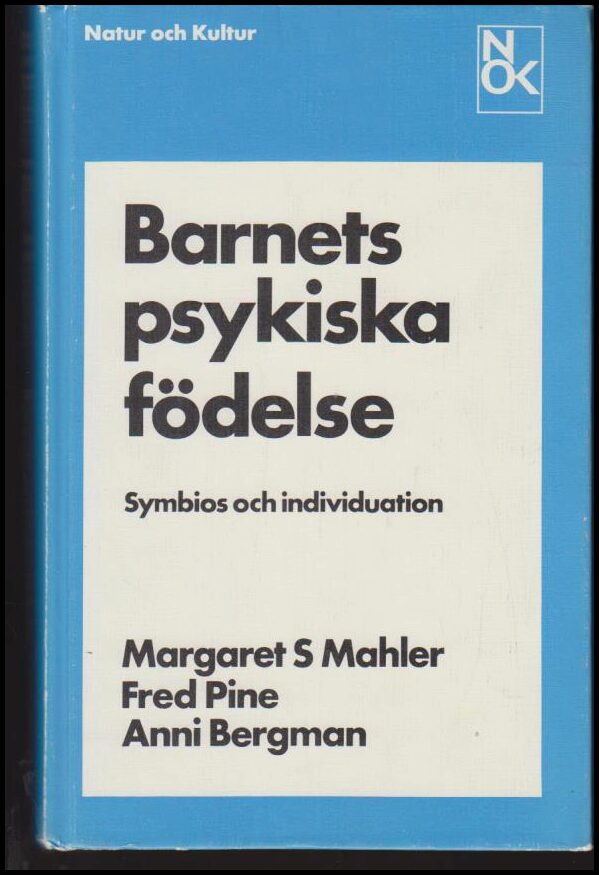 Natur och Kultur
N
OK
Barnets
psykiska
födelse
Symbios och individuation
Margaret S Mahler
Fred Pine
Anni Bergman